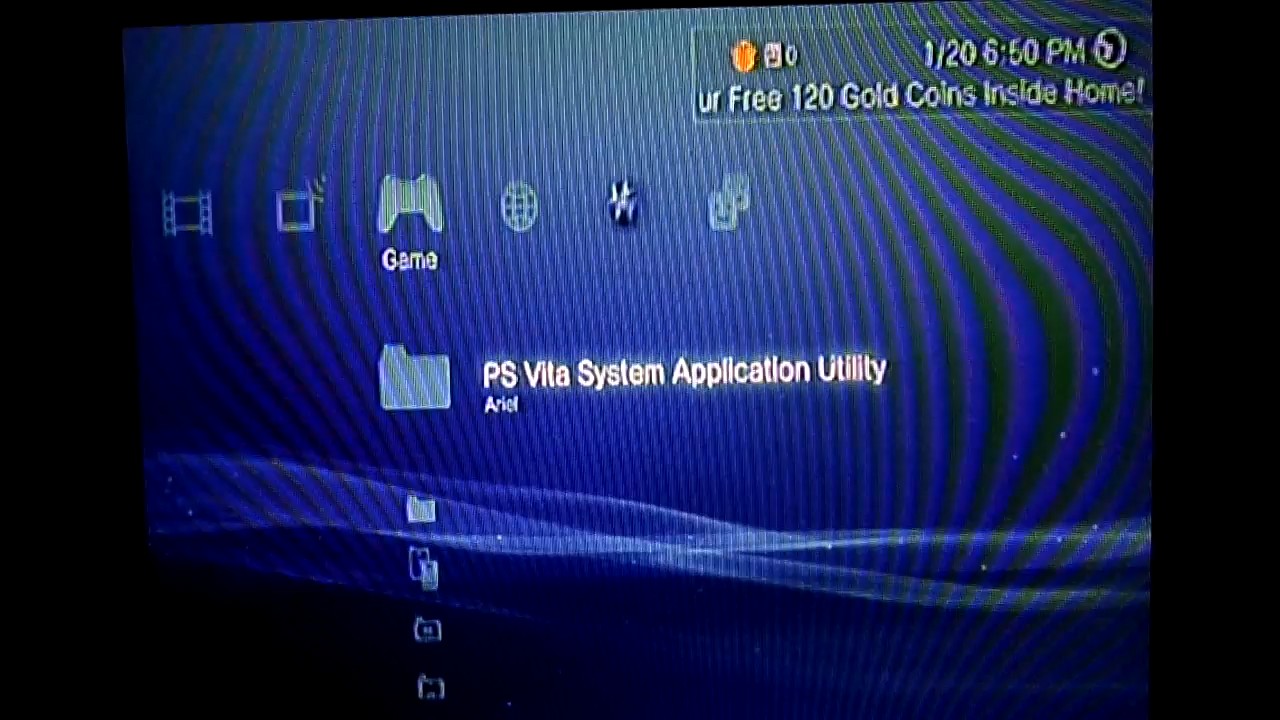 0
1/20 6:50 PM
ur Free 120 Gold Coins Inside Home!
Game
PS Vita System Application Utility
Ariel